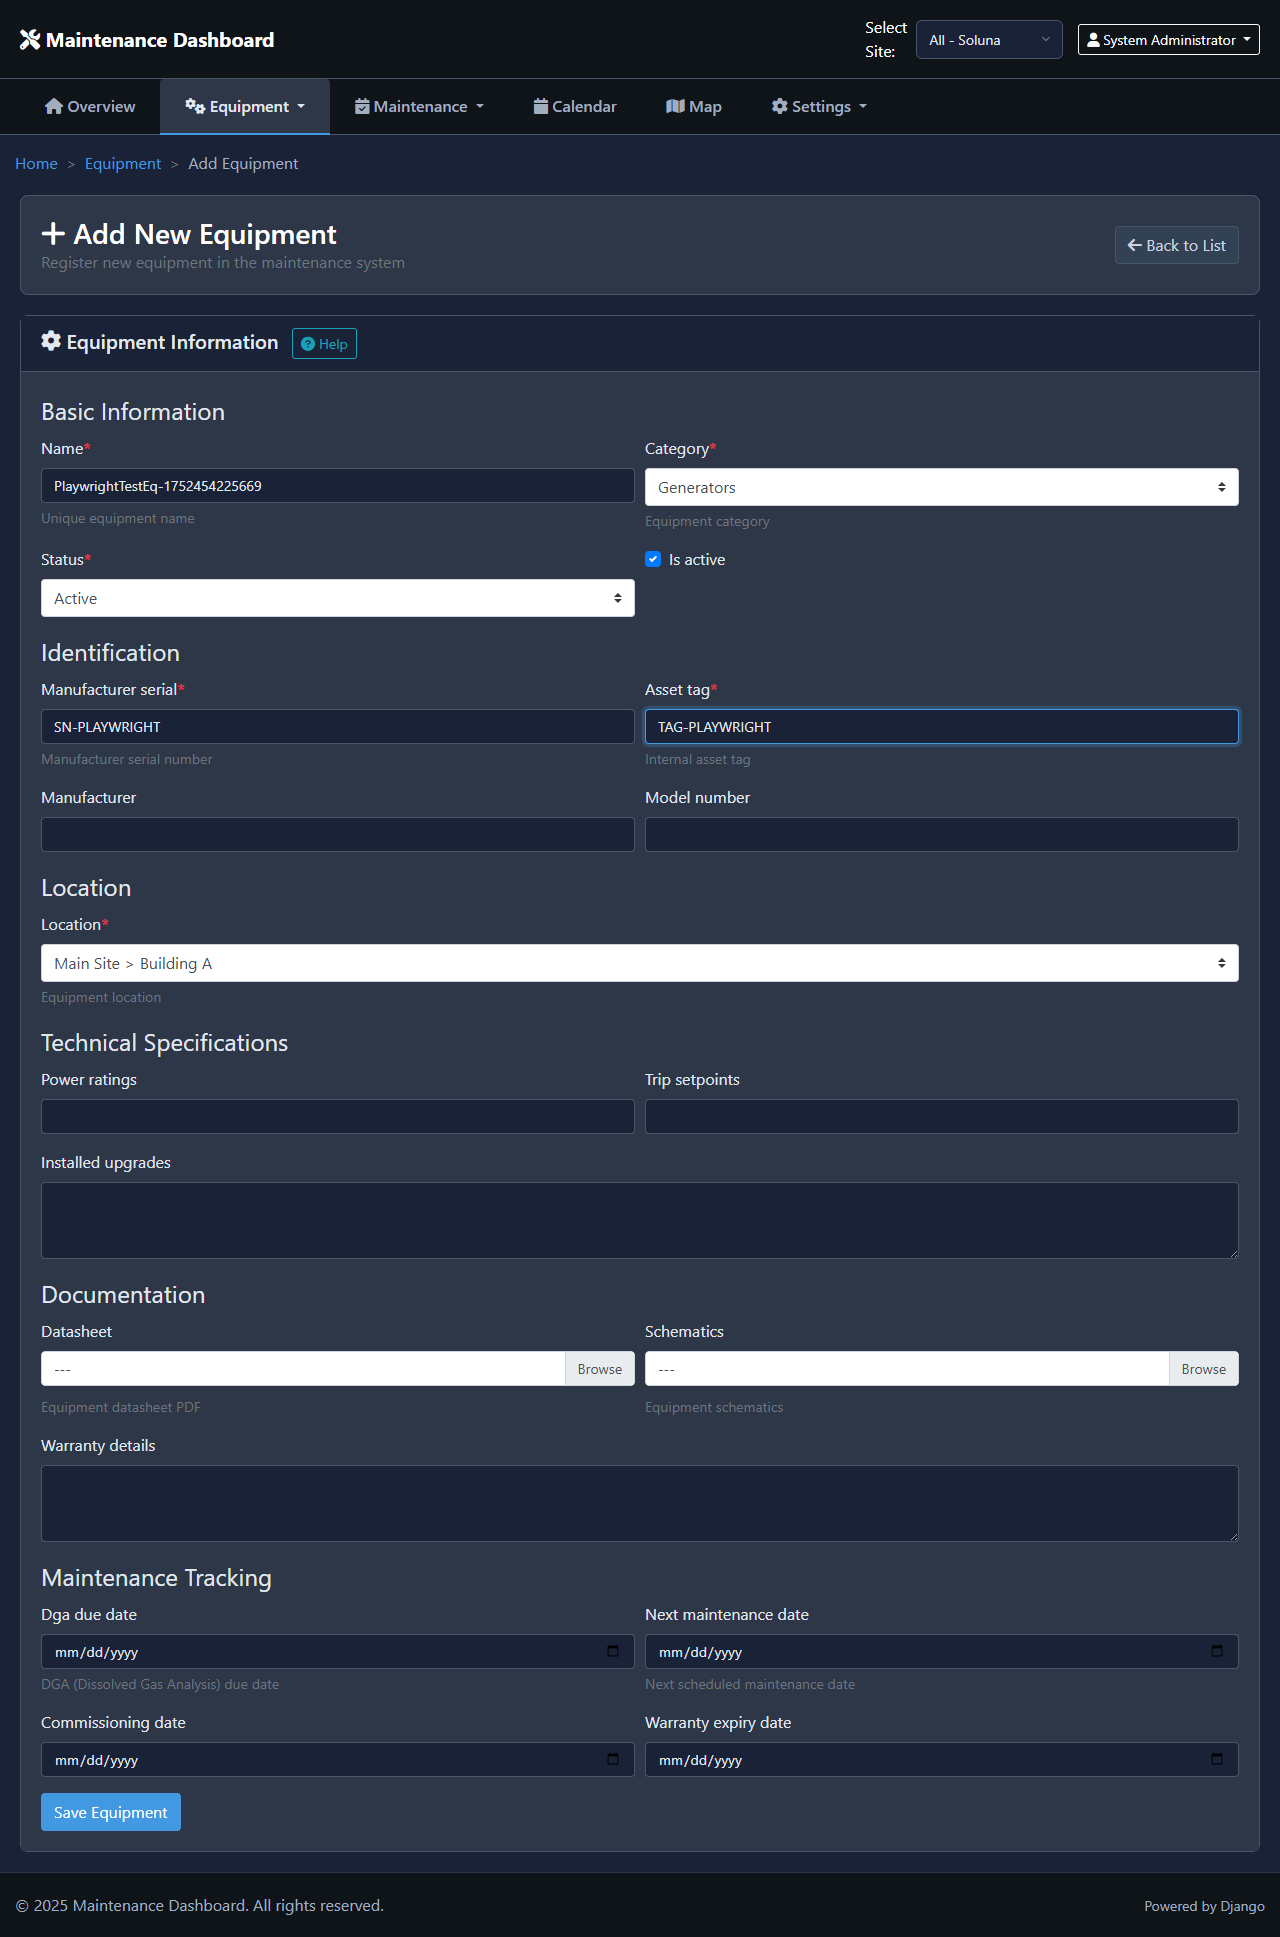 Maintenance Dashboard
Select Site:
All - Soluna
System Administrator
Overview
Equipment
Maintenance
Calendar
Map
Settings
Home > Equipment > Add Equipment
Add New Equipment
Register new equipment in the maintenance system
Back to List
Equipment Information
Help
Basic Information
Name*
Category*
PlaywrightTestEq-1752454225669
Generators
Unique equipment name
Equipment category
Status*
Is active
Active
Identification
Manufacturer serial*
Asset tag*
SN-PLAYWRIGHT
TAG-PLAYWRIGHT
Manufacturer serial number
Internal asset tag
Manufacturer
Model number
Location
Location*
Main Site > Building A
Equipment location
Technical Specifications
Power ratings
Trip setpoints
Installed upgrades
Documentation
Datasheet
Schematics
--- Browse
--- Browse
Equipment datasheet PDF
Equipment schematics
Warranty details
Maintenance Tracking
Dga due date
Next maintenance date
mm/dd/yyyy
mm/dd/yyyy
DGA (Dissolved Gas Analysis) due date
Next scheduled maintenance date
Commissioning date
Warranty expiry date
mm/dd/yyyy
mm/dd/yyyy
Save Equipment
© 2025 Maintenance Dashboard. All rights reserved.
Powered by Django